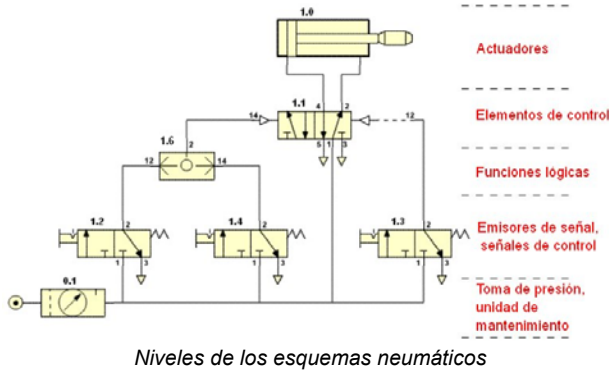 1.0
Actuadores
1.1
4 2
14 12
5 1 3
Elementos de control
1.6
2
12 14
Funciones lógicas
1.2 1.4 1.3
2 2 2
1 3 1 3 1 3
Emisores de señal,
señales de control
0.1
Toma de presión,
unidad de
mantenimiento
Niveles de los esquemas neumáticos